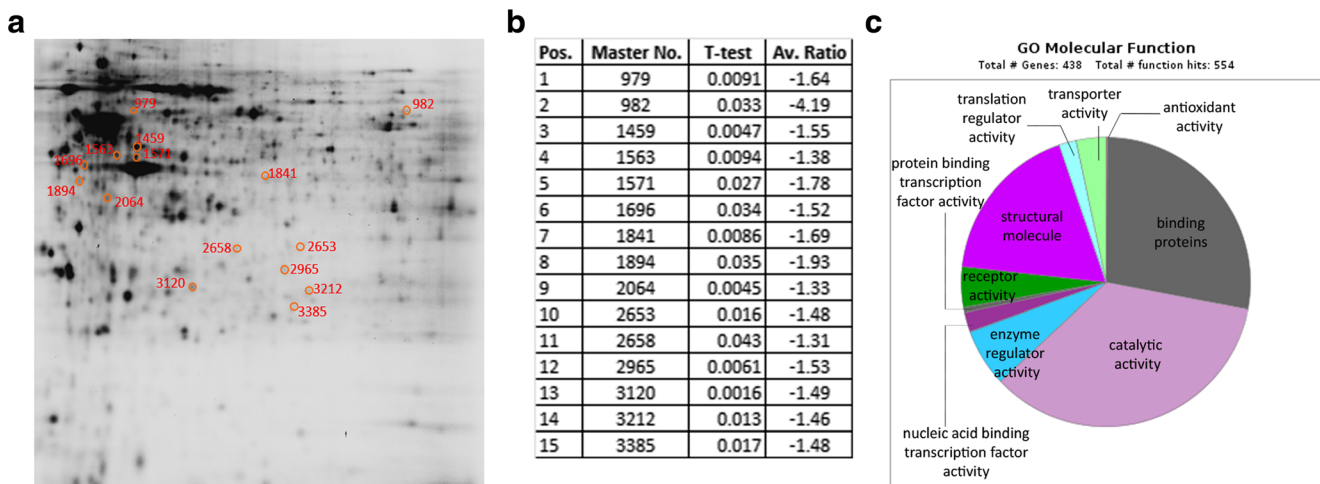 a
979
982
1459
1563
1571
1696
1841
1894
2064
2658
2653
2965
3120
3212
3385
b
Pos. Master No. T-test Av. Ratio
1 979 0.0091 -1.64
2 982 0.033 -4.19
3 1459 0.0047 -1.55
4 1563 0.0094 -1.38
5 1571 0.027 -1.78
6 1696 0.034 -1.52
7 1841 0.0086 -1.69
8 1894 0.035 -1.93
9 2064 0.0045 -1.33
10 2653 0.016 -1.48
11 2658 0.043 -1.31
12 2965 0.0061 -1.53
13 3120 0.0016 -1.49
14 3212 0.013 -1.46
15 3385 0.017 -1.48
c
GO Molecular Function
Total # Genes: 438 Total # function hits: 554
translation
regulator
activity
transporter
activity
antioxidant
activity
protein binding
transcription
factor activity
structural
molecule
binding
proteins
receptor
activity
enzyme
regulator
activity
catalytic
activity
nucleic acid binding
transcription factor
activity